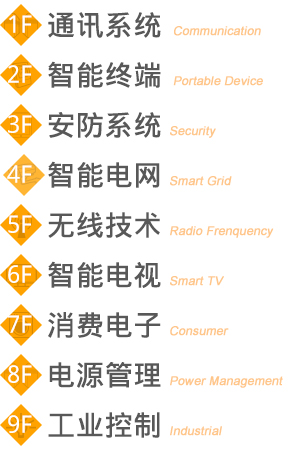 1F 通讯系统 Communication
2F 智能终端 Portable Device
3F 安防系统 Security
4F 智能电网 Smart Grid
5F 无线技术 Radio Frenquency
6F 智能电视 Smart TV
7F 消费电子 Consumer
8F 电源管理 Power Management
9F 工业控制 Industrial